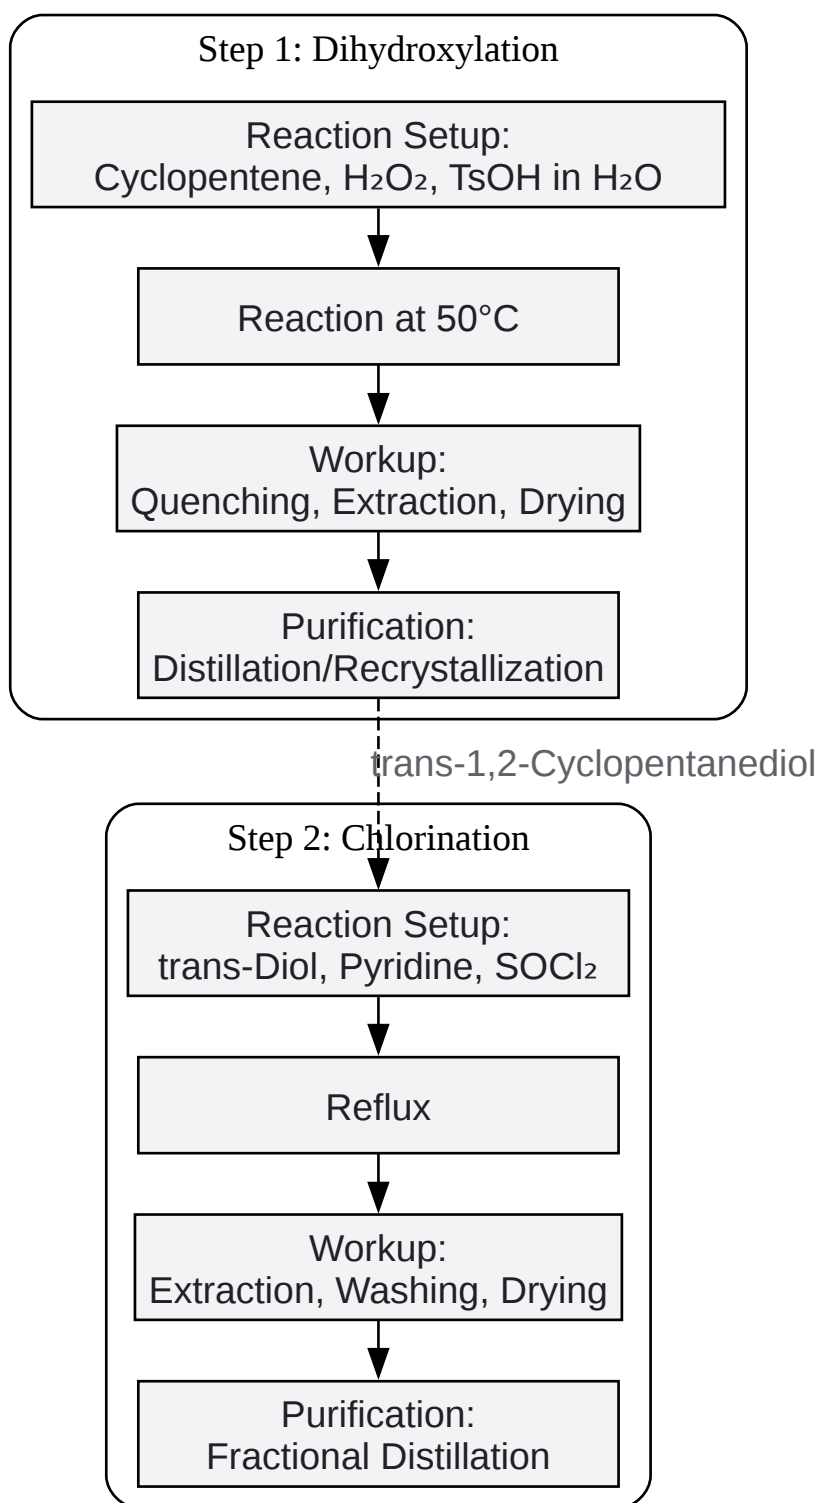 Step 1: Dihydroxylation
Reaction Setup:
Cyclopentene, H₂O₂, TsOH in H₂O
Reaction at 50°C
Workup:
Quenching, Extraction, Drying
Purification:
Distillation/Recrystallization
trans-1,2-Cyclopentanediol
Step 2: Chlorination
Reaction Setup:
trans-Diol, Pyridine, SOCl₂
Reflux
Workup:
Extraction, Washing, Drying
Purification:
Fractional Distillation